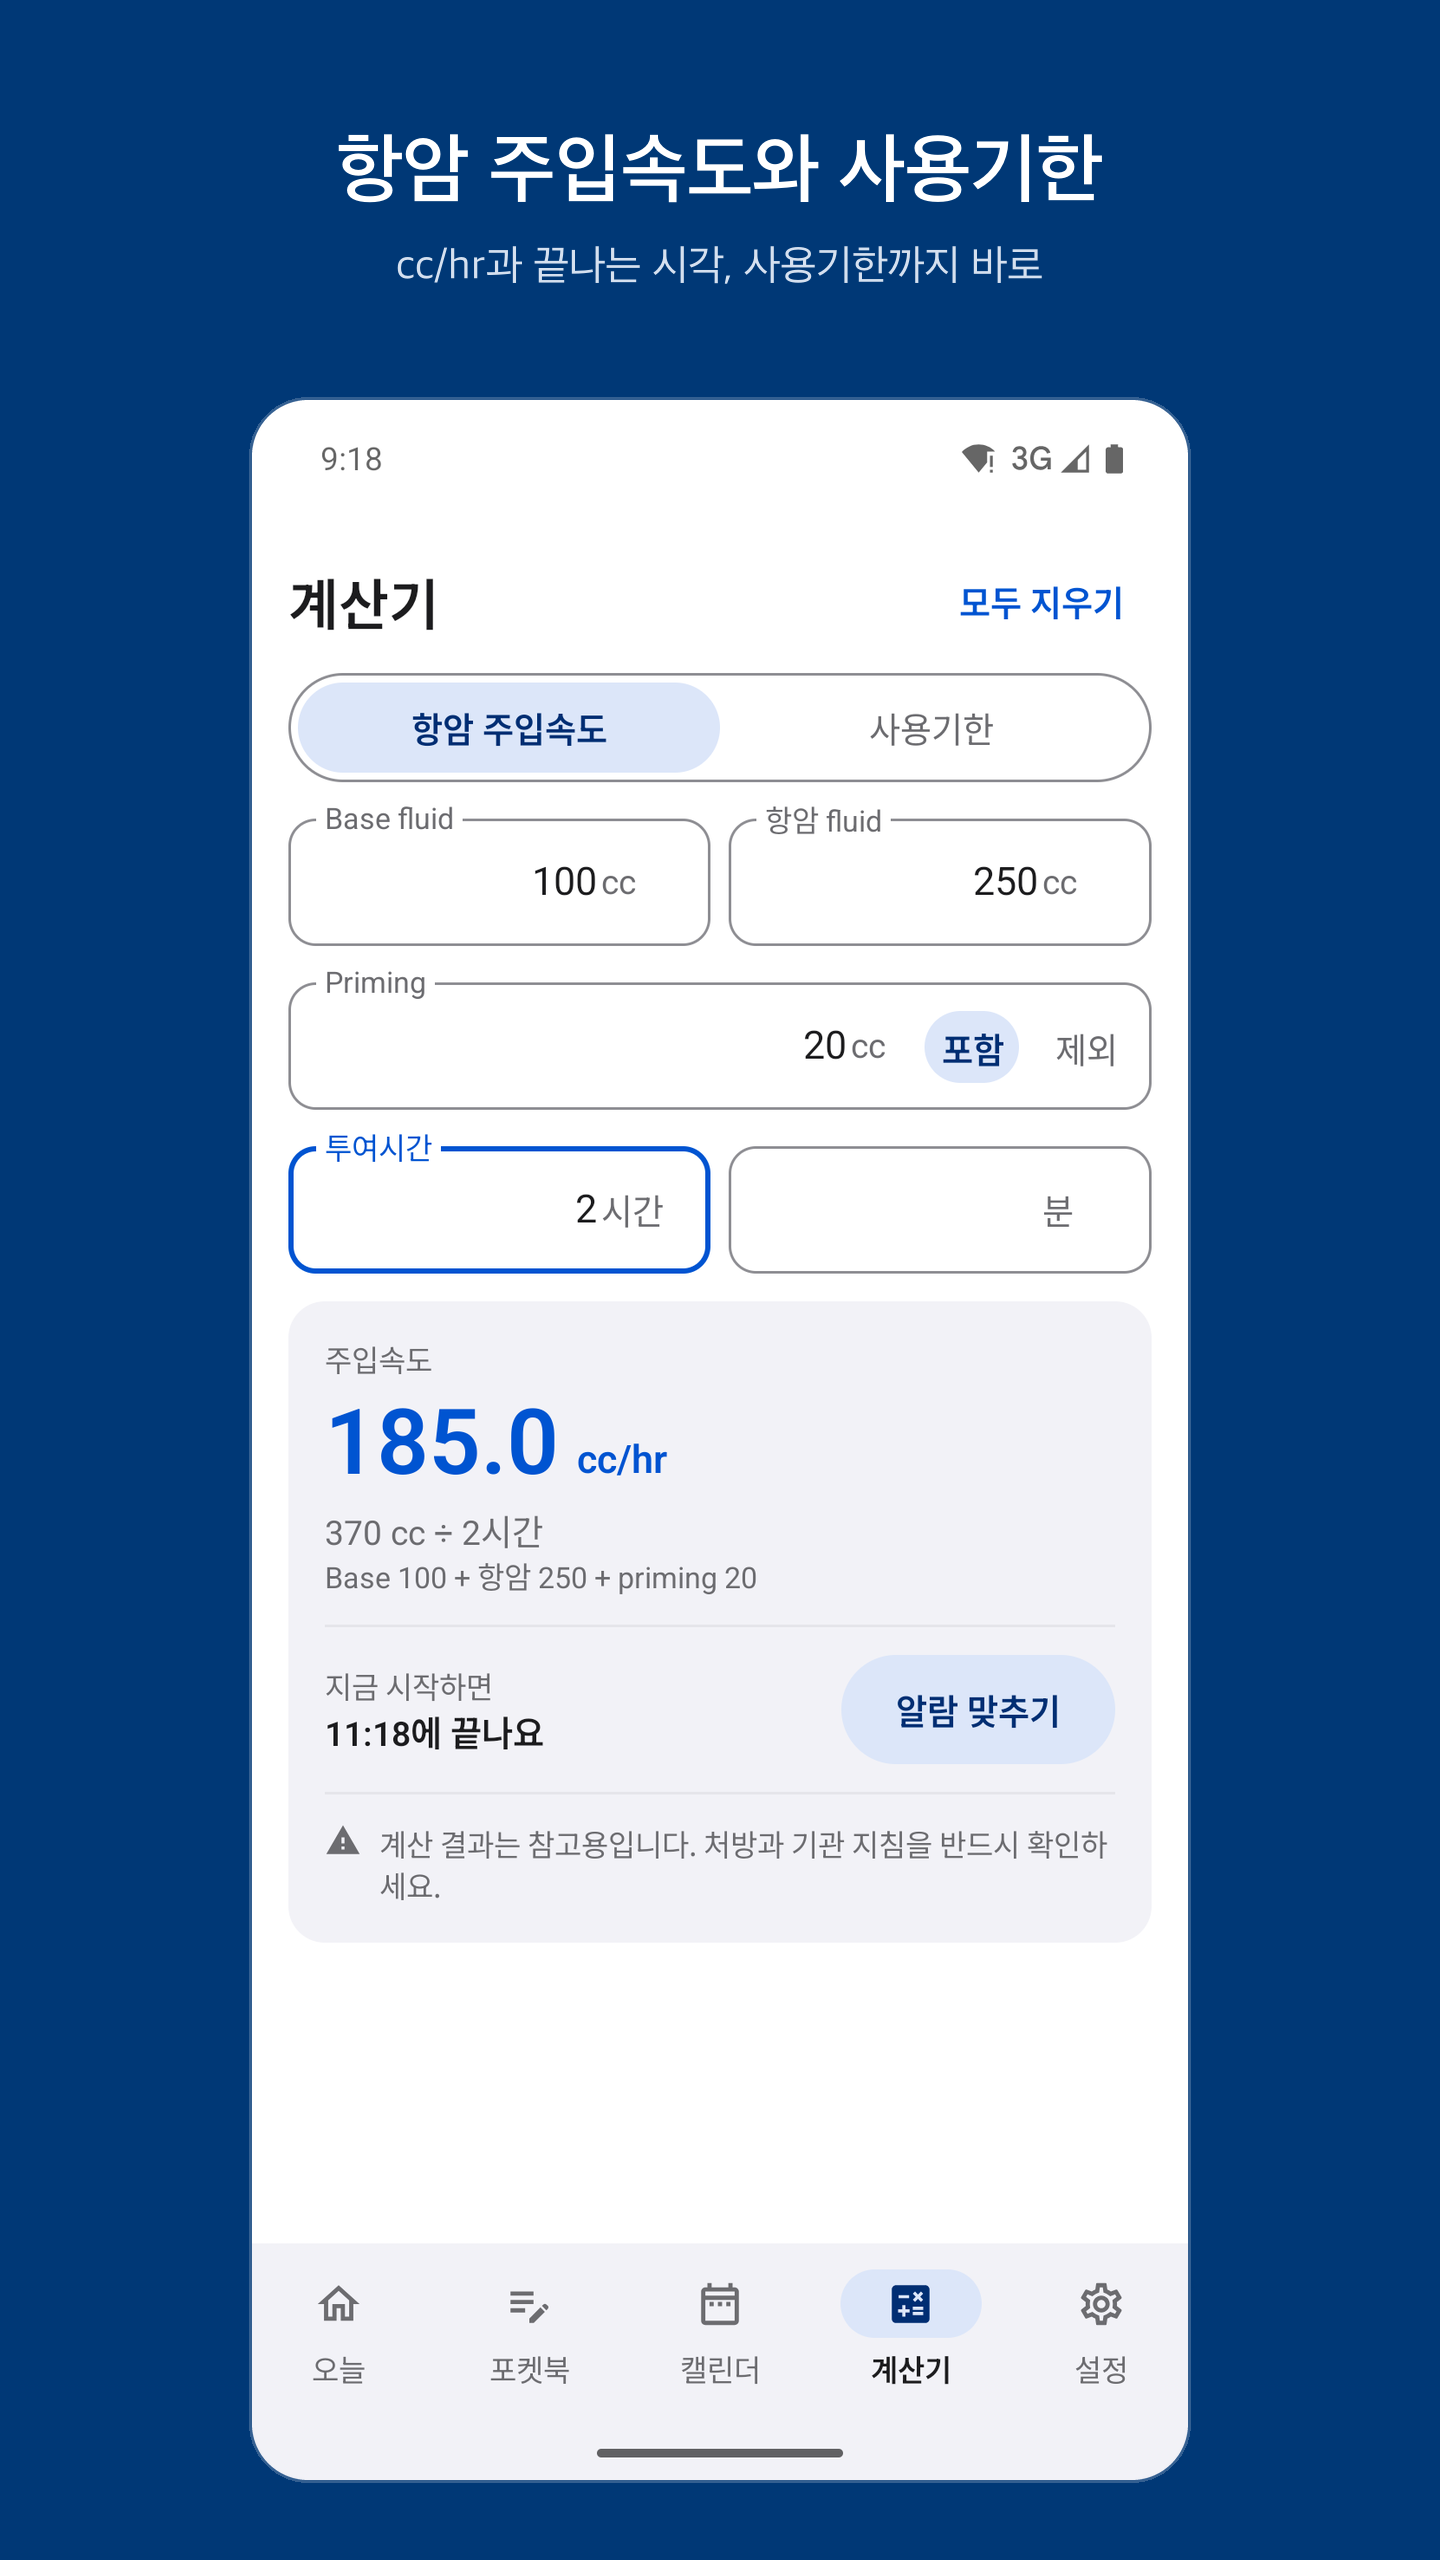 항암 주입속도와 사용기한
cc/hr과 끝나는 시각, 사용기한까지 바로
9:18
3G
계산기
모두 지우기
항암 주입속도
사용기한
Base fluid
항암 fluid
100 cc
250 cc
Priming
20 cc
포함
제외
투여시간
2 시간
분
주입속도
185.0 cc/hr
370 cc ÷ 2시간
Base 100 + 항암 250 + priming 20
지금 시작하면
11:18에 끝나요
알람 맞추기
계산 결과는 참고용입니다. 처방과 기관 지침을 반드시 확인하
세요.
오늘
포켓북
캘린더
계산기
설정